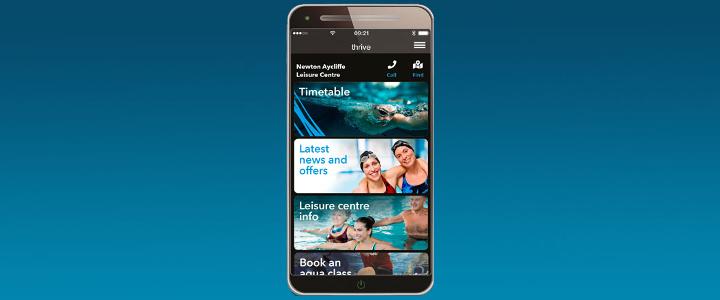 09:21
thrive
Newton Aycliffe
Leisure Centre
Call
Find
Timetable
Latest
news and
offers
Leisure centre
info
Book an
aqua class